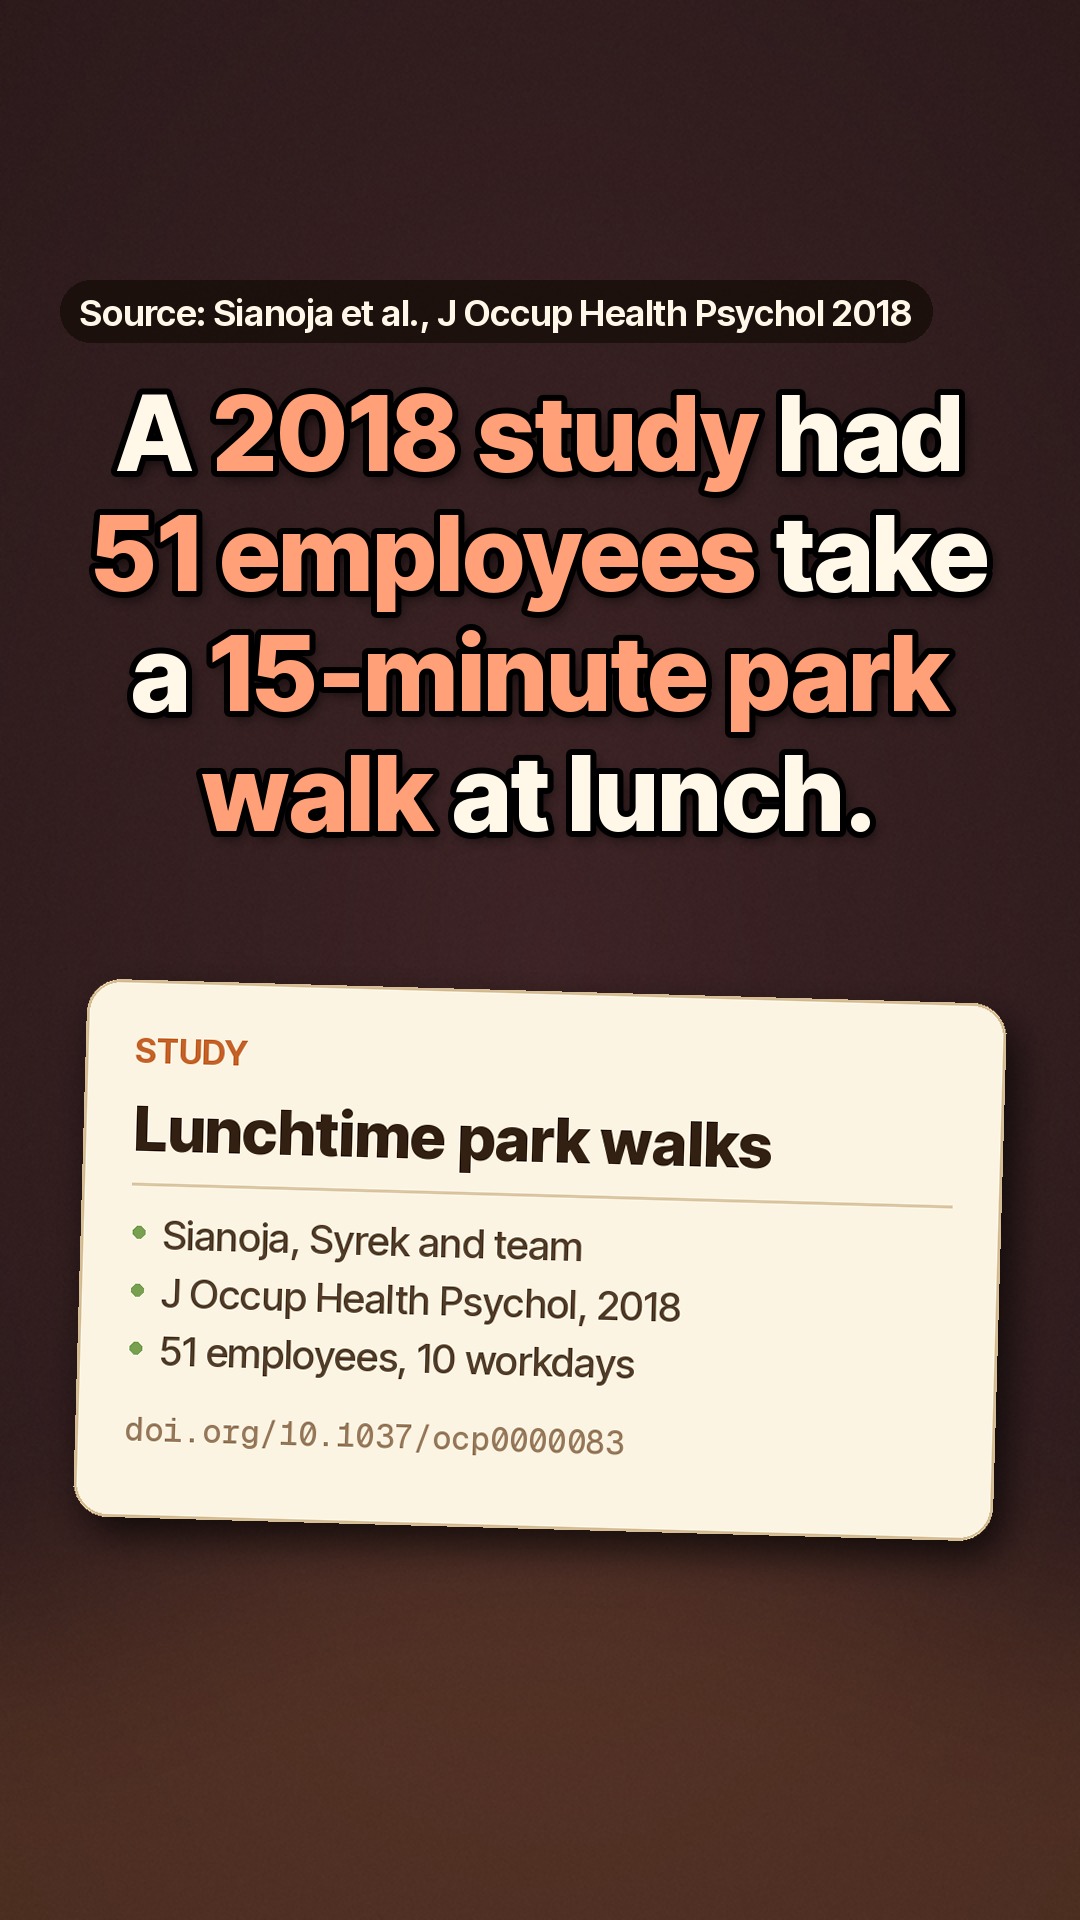 Source: Sianoja et al., J Occup Health Psychol 2018
A 2018 study had
51 employees take
a 15-minute park
walk at lunch.
STUDY
Lunchtime park walks
• Sianoja, Syrek and team
• J Occup Health Psychol, 2018
• 51 employees, 10 workdays
doi.org/10.1037/ocp0000083